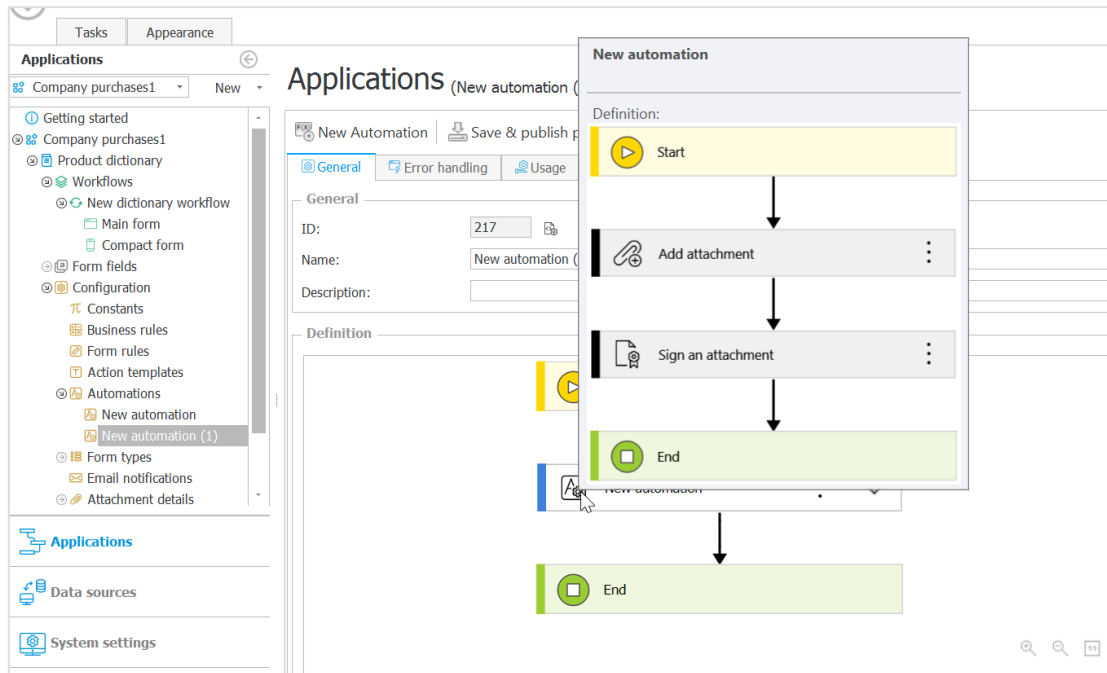 Tasks
Appearance
Applications
Company purchases1
New
Getting started
Company purchases1
Product dictionary
Workflows
New dictionary workflow
Main form
Compact form
Form fields
Configuration
Constants
Business rules
Form rules
Action templates
Automations
New automation
New automation (1)
Form types
Email notifications
Attachment details
Applications
Data sources
System settings
Applications (New automation (
New Automation
Save & publish p
General
Error handling
Usage
General
ID:
217
Name:
New automation (
Description:
Definition
New automation
End
New automation
Definition:
Start
Add attachment
Sign an attachment
End